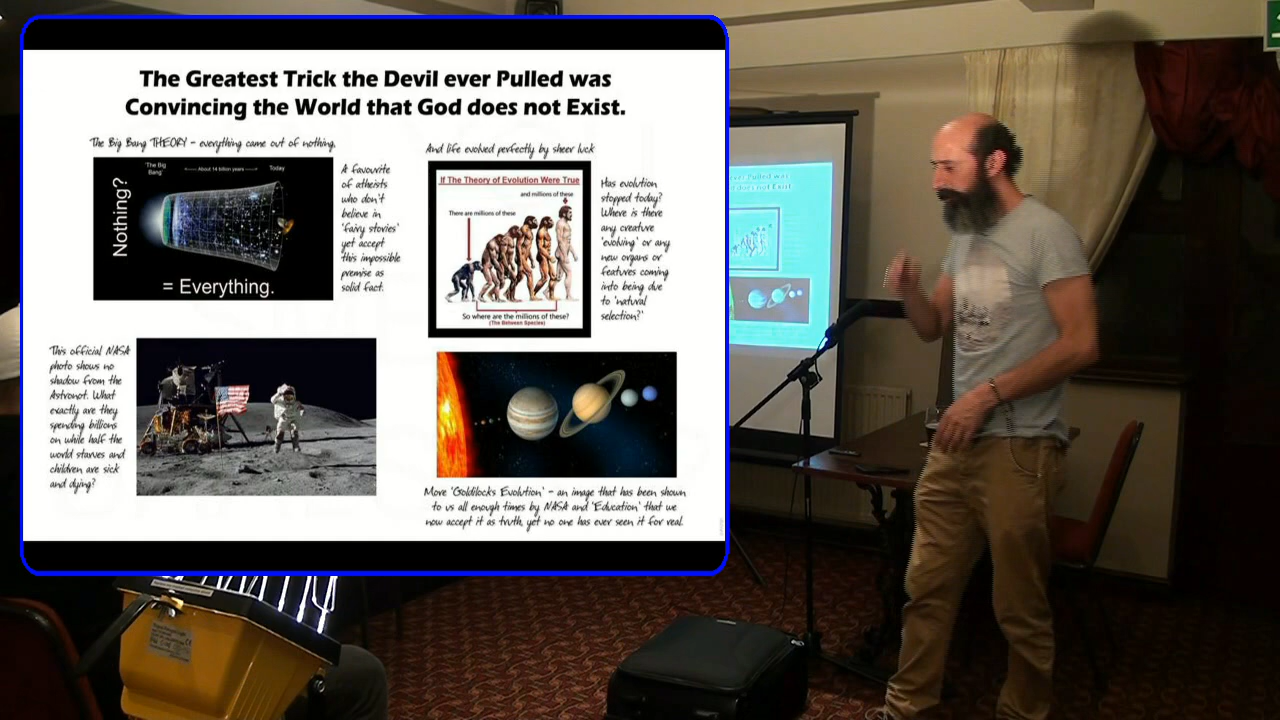 The Greatest Trick the Devil ever Pulled was
Convincing the World that God does not Exist.
The Big Bang THEORY - everything came out of nothing.
'The Big
Bang'
About 14 billion years
Today
Nothing?
= Everything.
A favourite
of atheists
who don't
believe in
'fairy stories'
yet accept
this impossible
premise as
solid fact.
And life evolved perfectly by sheer luck
If The Theory of Evolution Were True
and millions of these
There are millions of these
So where are the millions of these?
(The Between Species)
Has evolution
stopped today?
Where is there
any creature
'evolving' or any
new organs or
features coming
into being due
to 'natural
selection?'
This official NASA
photo shows no
shadow from the
Astronot. What
exactly are they
spending billions
on while half the
world starves and
children are sick
and dying?
More 'Goldilocks Evolution' - an image that has been shown
to us all enough times by NASA and 'Education' that we
now accept it as truth, yet no one has ever seen it for real.
ever Pulled was
does not Exist